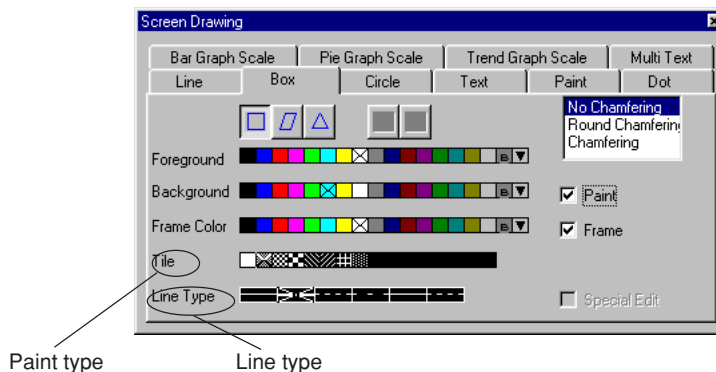 Screen Drawing
Bar Graph Scale Pie Graph Scale Trend Graph Scale Multi Text
Line Box Circle Text Paint Dot
No Chamfering
Round Chamfering
Chamfering
Foreground B
Background B
Paint
Frame Color B
Frame
Tile
Line Type
Special Edit
Paint type Line type